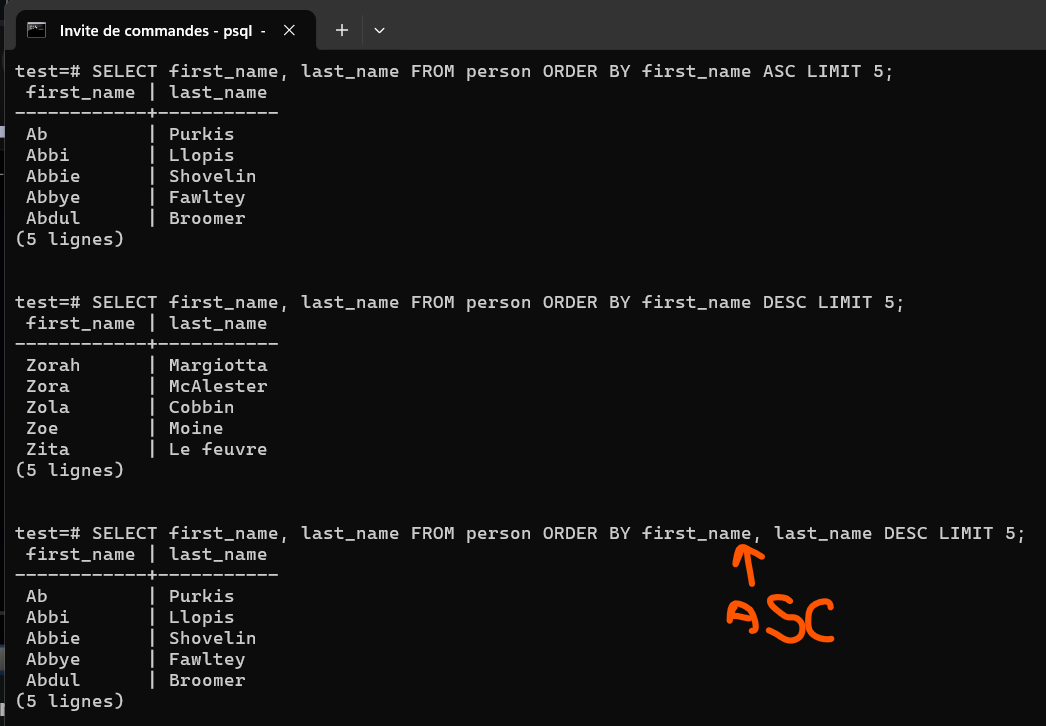 Invite de commandes - psql -
test=# SELECT first_name, last_name FROM person ORDER BY first_name ASC LIMIT 5;
first_name | last_name
------------+-----------
Ab | Purkis
Abbi | Llopis
Abbie | Shovelin
Abbye | Fawltey
Abdul | Broomer
(5 lignes)
test=# SELECT first_name, last_name FROM person ORDER BY first_name DESC LIMIT 5;
first_name | last_name
------------+-----------
Zorah | Margiotta
Zora | McAlester
Zola | Cobbin
Zoe | Moine
Zita | Le feuvre
(5 lignes)
test=# SELECT first_name, last_name FROM person ORDER BY first_name, last_name DESC LIMIT 5;
first_name | last_name
------------+-----------
Ab | Purkis
Abbi | Llopis
ASC
Abbie | Shovelin
Abbye | Fawltey
Abdul | Broomer
(5 lignes)